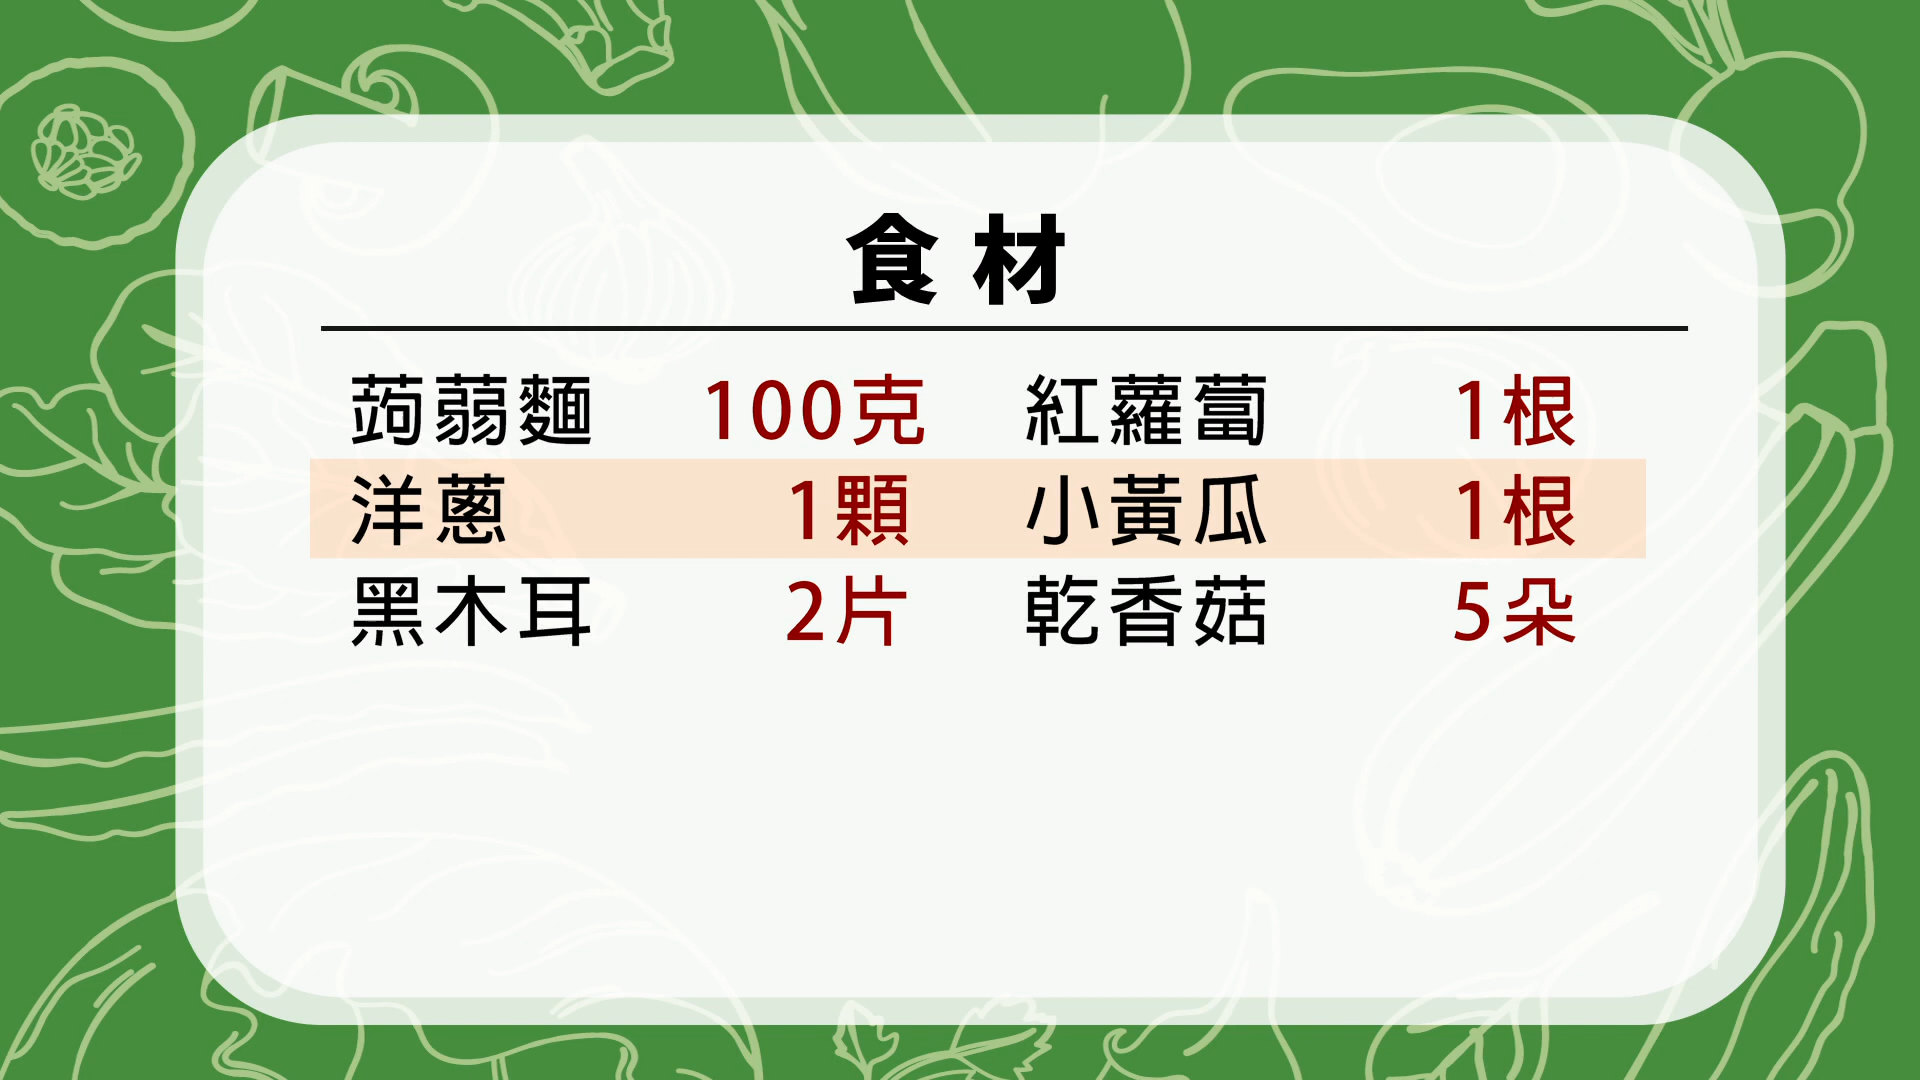 食材
蒟蒻麵 100克 紅蘿蔔 1根
洋蔥 1顆 小黃瓜 1根
黑木耳 2片 乾香菇 5朵